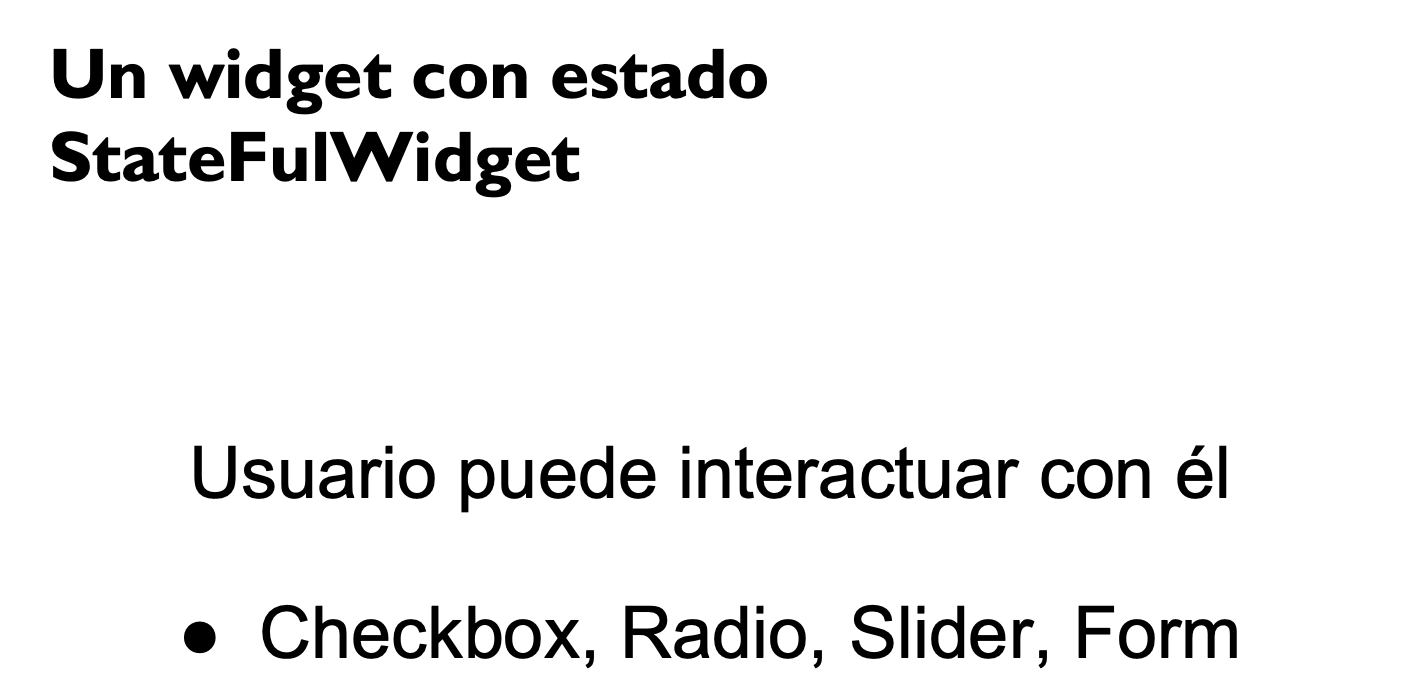 Un widget con estado
StateFulWidget
Usuario puede interactuar con él
● Checkbox, Radio, Slider, Form